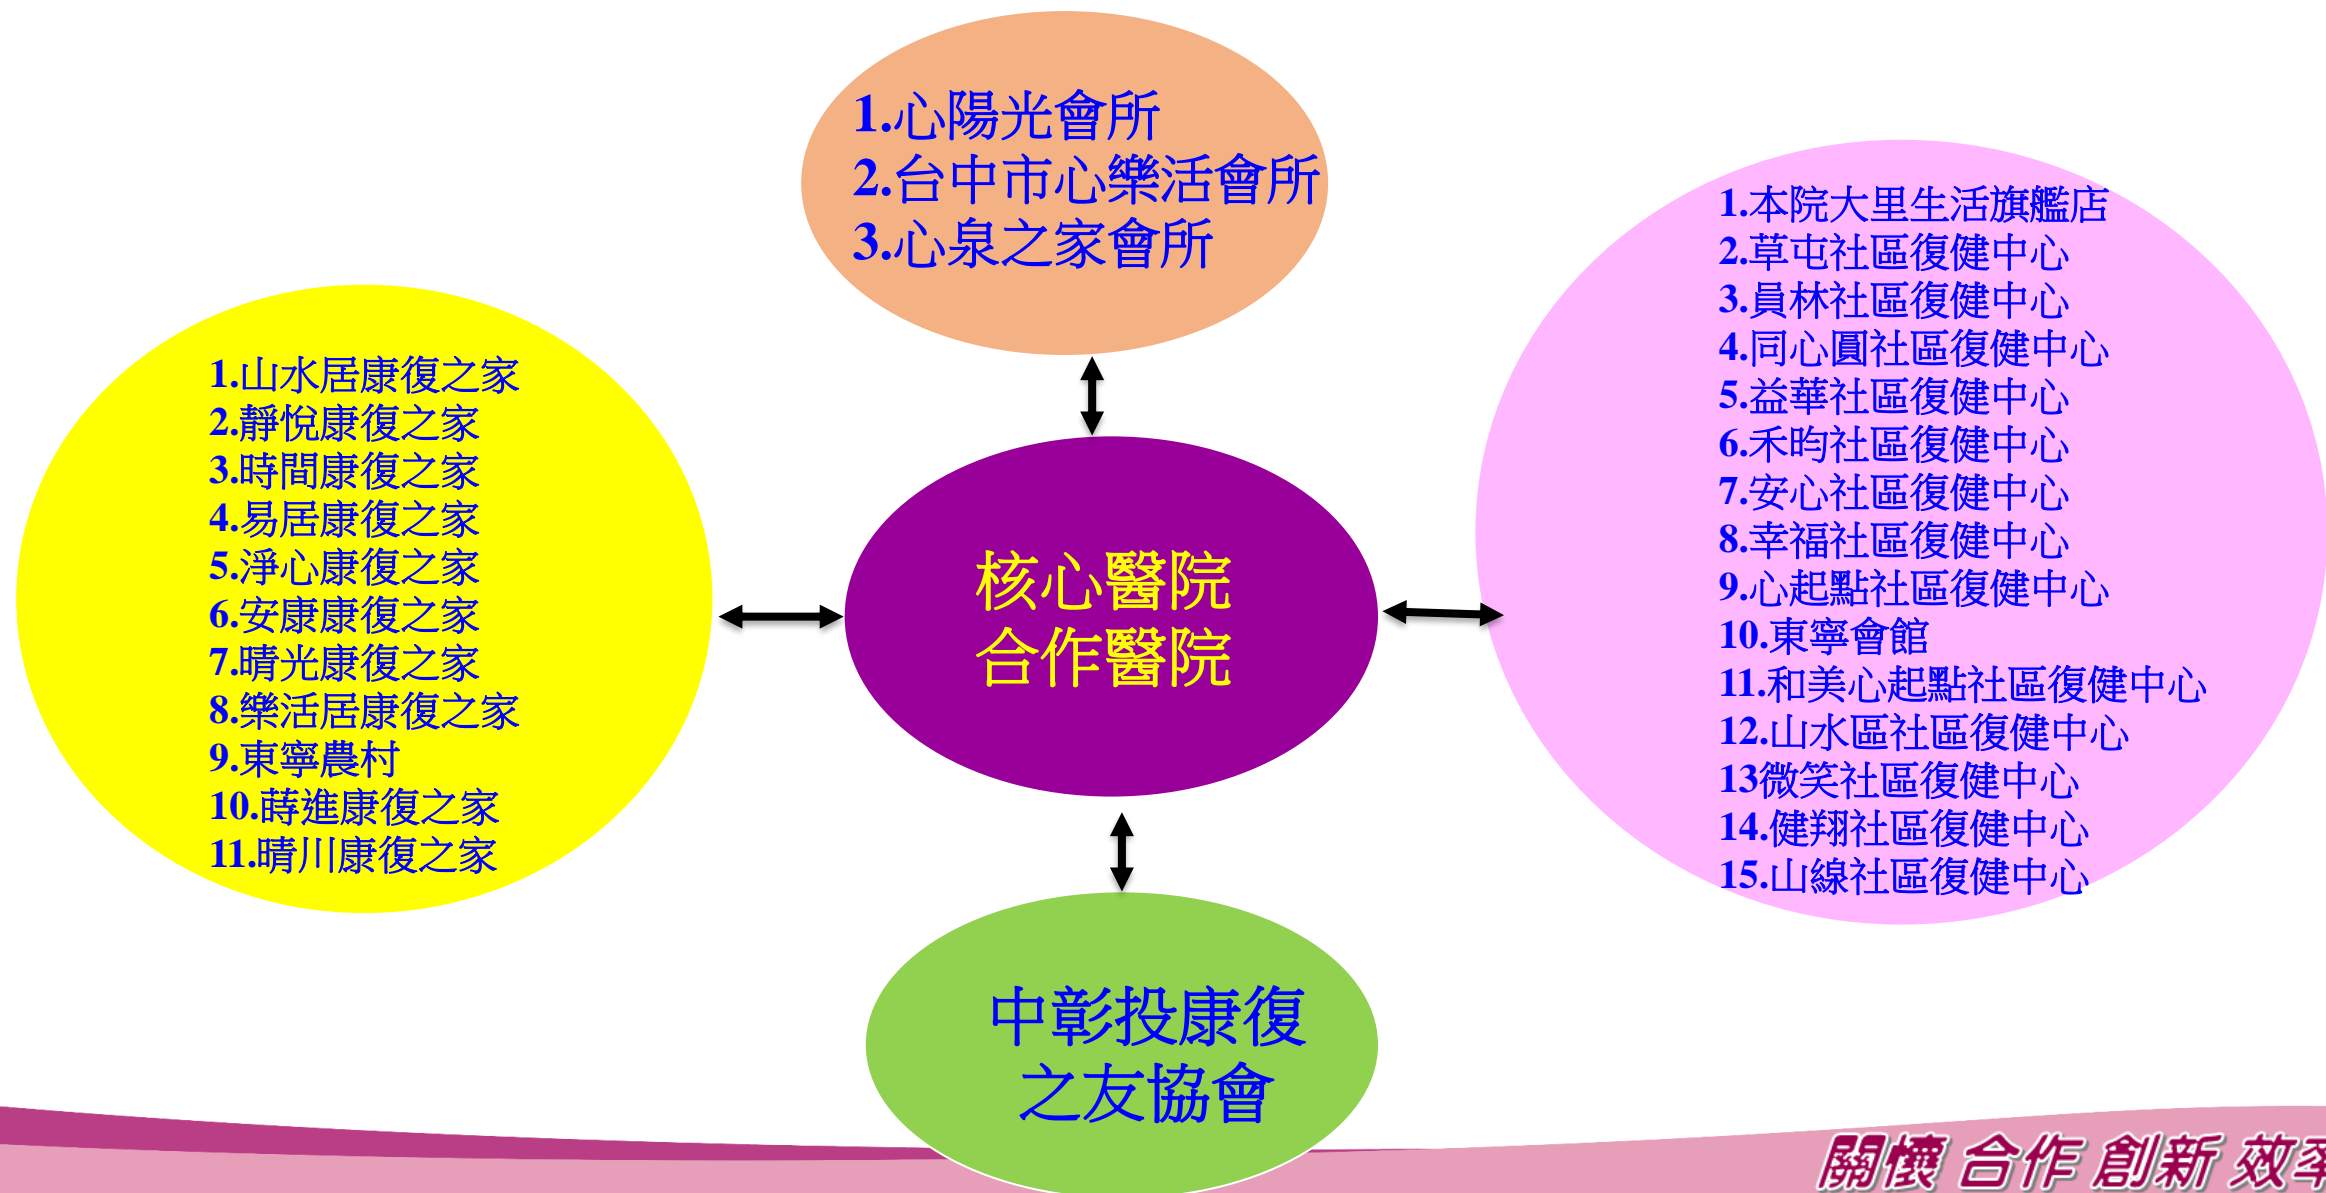 1.心陽光會所
2.台中市心樂活會所
3.心泉之家會所
1.山水居康復之家
2.靜悅康復之家
3.時間康復之家
4.易居康復之家
5.淨心康復之家
6.安康康復之家
7.晴光康復之家
8.樂活居康復之家
9.東寧農村
10.蒔進康復之家
11.晴川康復之家
核心醫院
合作醫院
1.本院大里生活旗艦店
2.草屯社區復健中心
3.員林社區復健中心
4.同心圓社區復健中心
5.益華社區復健中心
6.禾昀社區復健中心
7.安心社區復健中心
8.幸福社區復健中心
9.心起點社區復健中心
10.東寧會館
11.和美心起點社區復健中心
12.山水區社區復健中心
13微笑社區復健中心
14.健翔社區復健中心
15.山線社區復健中心
中彰投康復
之友協會
關懷 合作 創新 效率